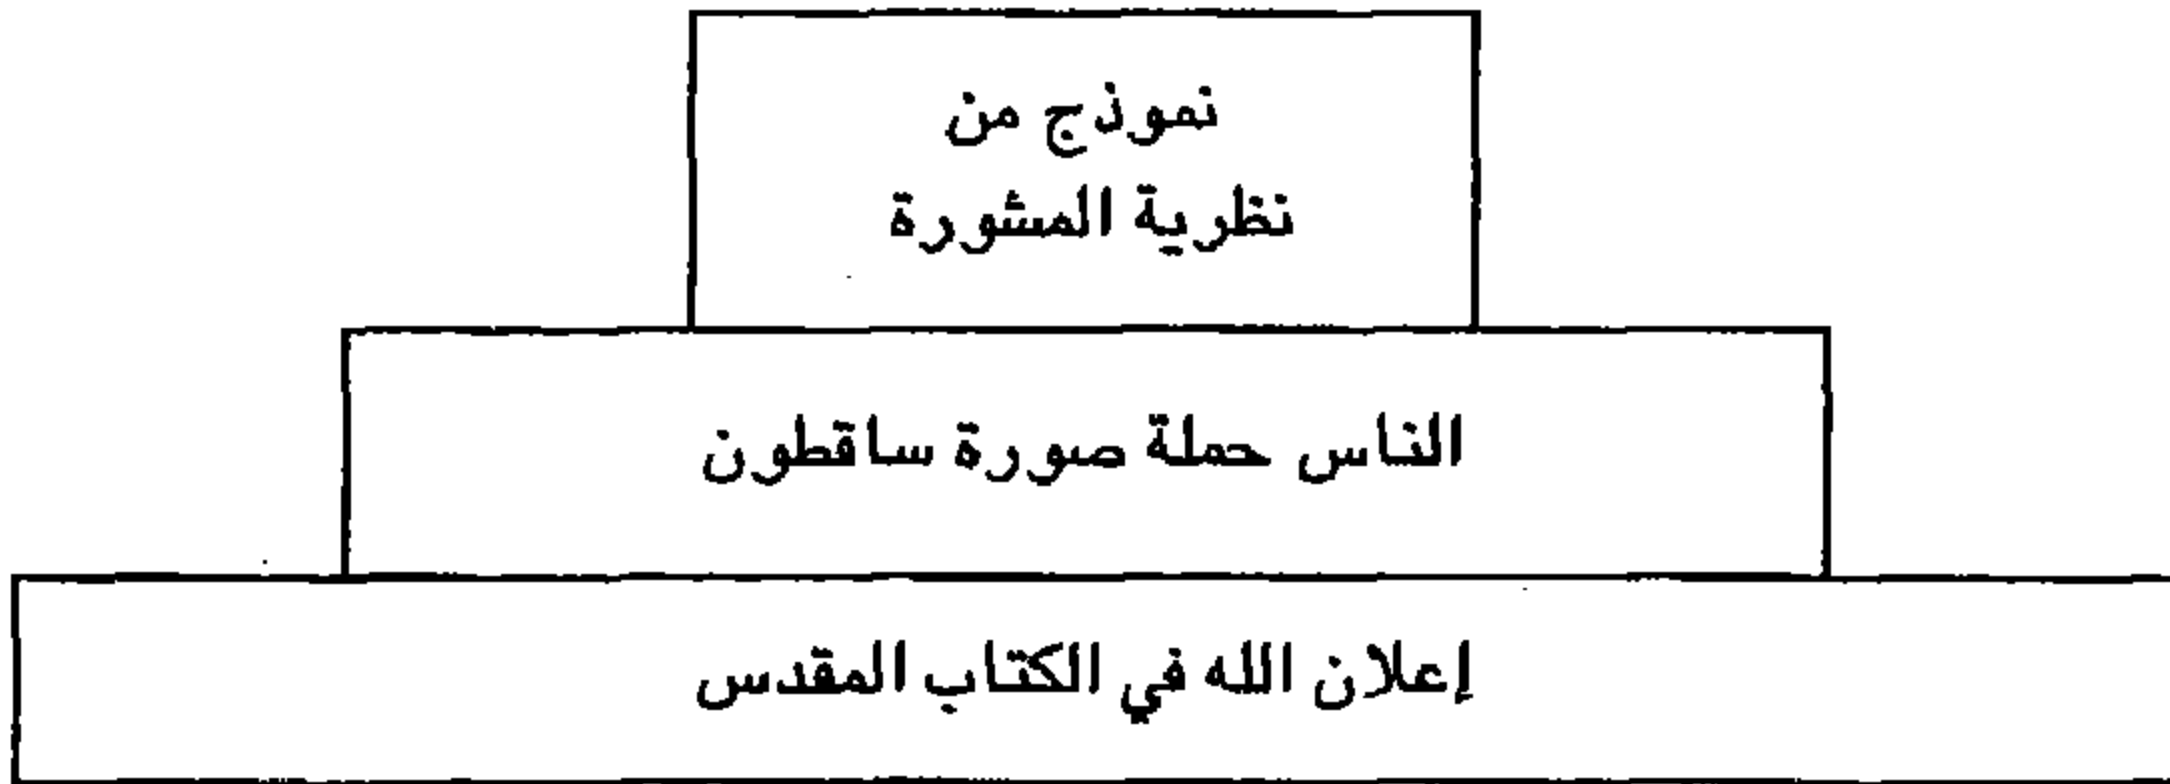 نموذج من
نظرية المشورة
الناس حملة صورة ساقطون
إعلان الله في الكتاب المقدس